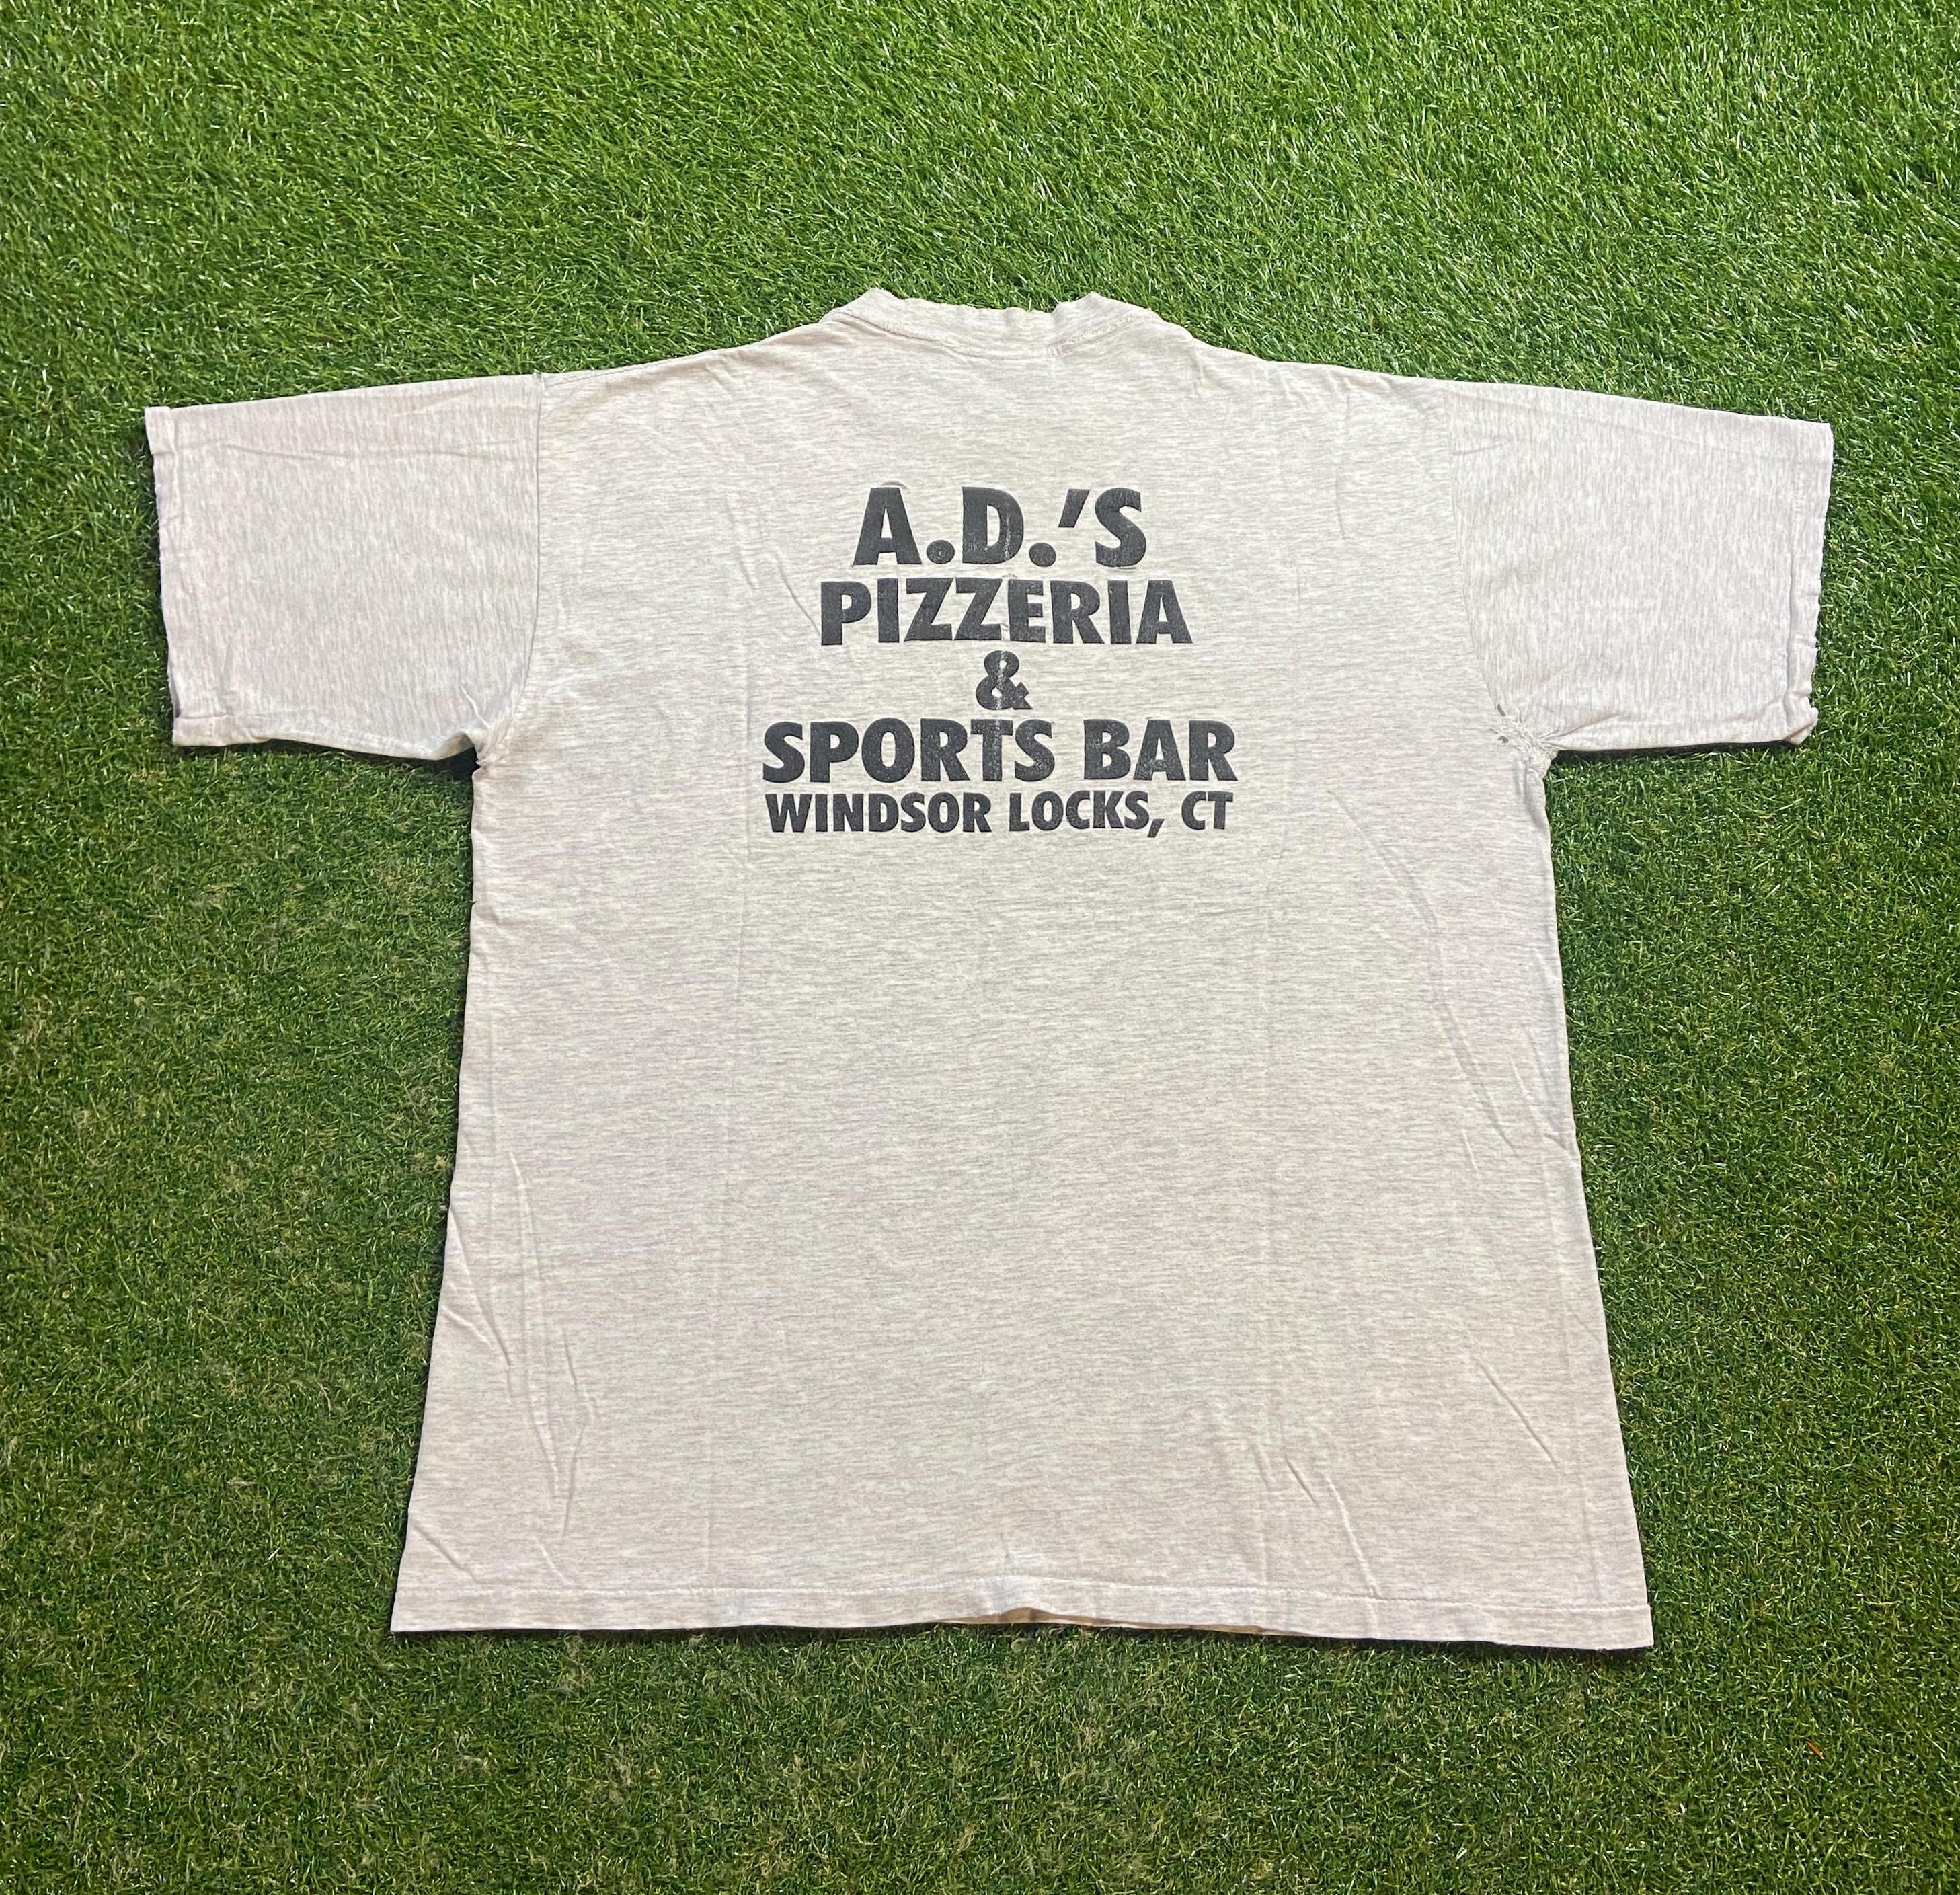 A.D.'S
PIZZERIA
&
SPORTS BAR
WINDSOR LOCKS, CT